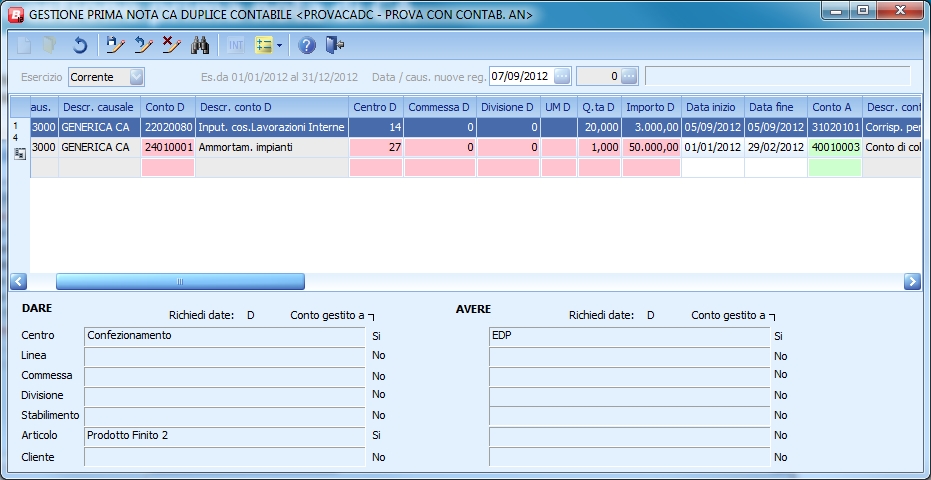 GESTIONE PRIMA NOTA CA DUPLICE CONTABILE <PROVACADC - PROVA CON CONTAB. AN>
INT
Esercizio Corrente Es.da 01/01/2012 al 31/12/2012 Data / caus. nuove reg. 07/09/2012 ... 0 ...
aus. Descr. causale Conto D Descr. conto D Centro D Commessa D Divisione D UM D Q.ta D Importo D Data inizio Data fine Conto A Descr. cont
1 3000 GENERICA CA 22020080 Input. cos.Lavorazioni Interne 14 0 0 20,000 3.000,00 05/09/2012 05/09/2012 31020101 Corrisp. per
4 3000 GENERICA CA 24010001 Ammortam. impianti 27 0 0 1,000 50.000,00 01/01/2012 29/02/2012 40010003 Conto di col
DARE Richiedi date: D Conto gestito a
AVERE Richiedi date: D Conto gestito a
Centro Confezionamento Si EDP Si
Linea No No
Commessa No No
Divisione No No
Stabilimento No No
Articolo Prodotto Finito 2 Si No
Cliente No No